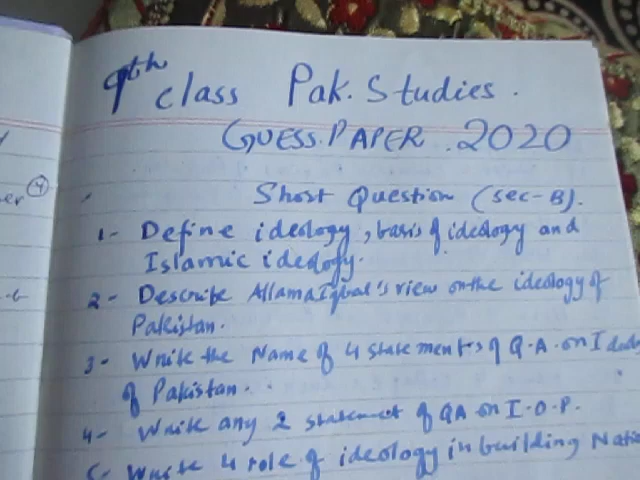 9th class Pak. Studies.
GUESS. PAPER. 2020
Short Question (sec-B).
1- Define ideology, basis of ideology and
Islamic ideology.
2- Describe Allama Iqbal's view on the ideology of
Pakistan.
3- Write the Name of 4 statements of Q.A. on
of Pakistan.
4- Write any 2 statement of QA on I.O.P.
5- Write 4 role of ideology in building